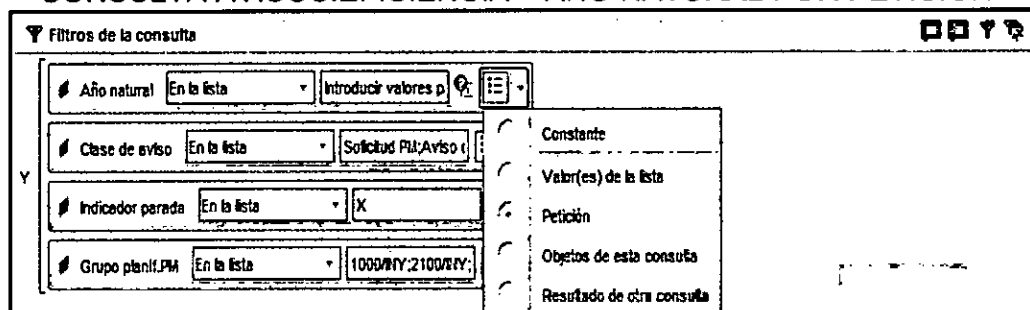 Filtros de la consulta
Año natural En la lista Introducir valores p
Constante
Clase de aviso En la lista Solicitud PM;Aviso
Valor(es) de la lista
Y
Indicador parada En la lista X
Petición
Objetos de esta consulta
Grupo planif.PM En la lista 1000/INY;2100/INY;
Resultado de otra consulta